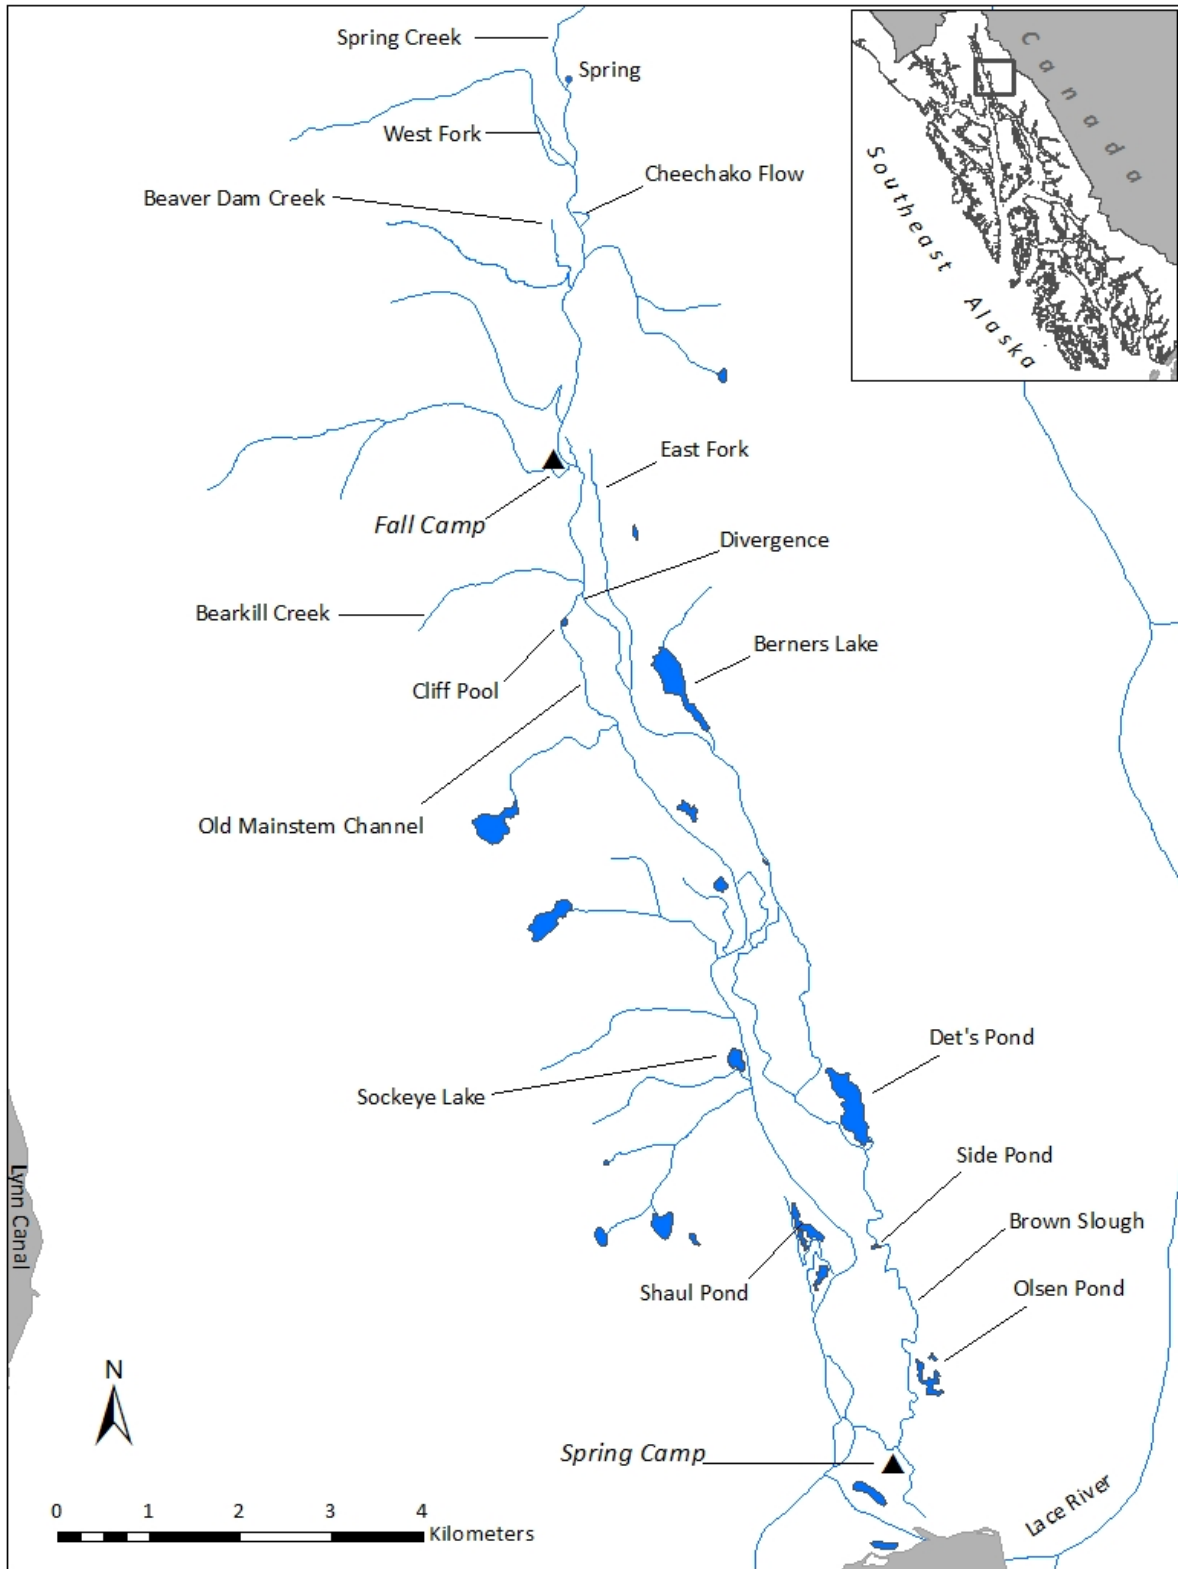 Spring Creek
Spring
Canada
West Fork
Cheechako Flow
Beaver Dam Creek
Southeast Alaska
East Fork
Fall Camp
Divergence
Bearkill Creek
Berners Lake
Cliff Pool
Old Mainstem Channel
Det's Pond
Sockeye Lake
Side Pond
Lynn Canal
Brown Slough
Shaul Pond
Olsen Pond
N
Spring Camp
Lace River
0 1 2 3 4
Kilometers